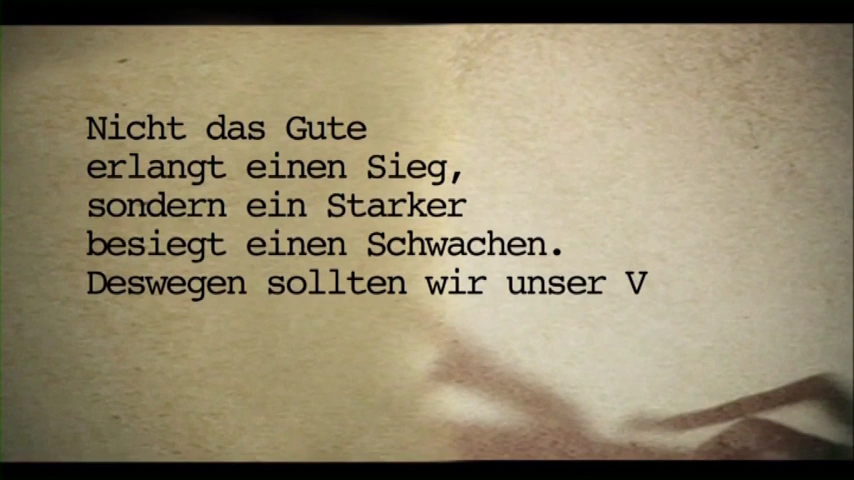 Nicht das Gute
erlangt einen Sieg,
sondern ein Starker
besiegt einen Schwachen.
Deswegen sollten wir unser V